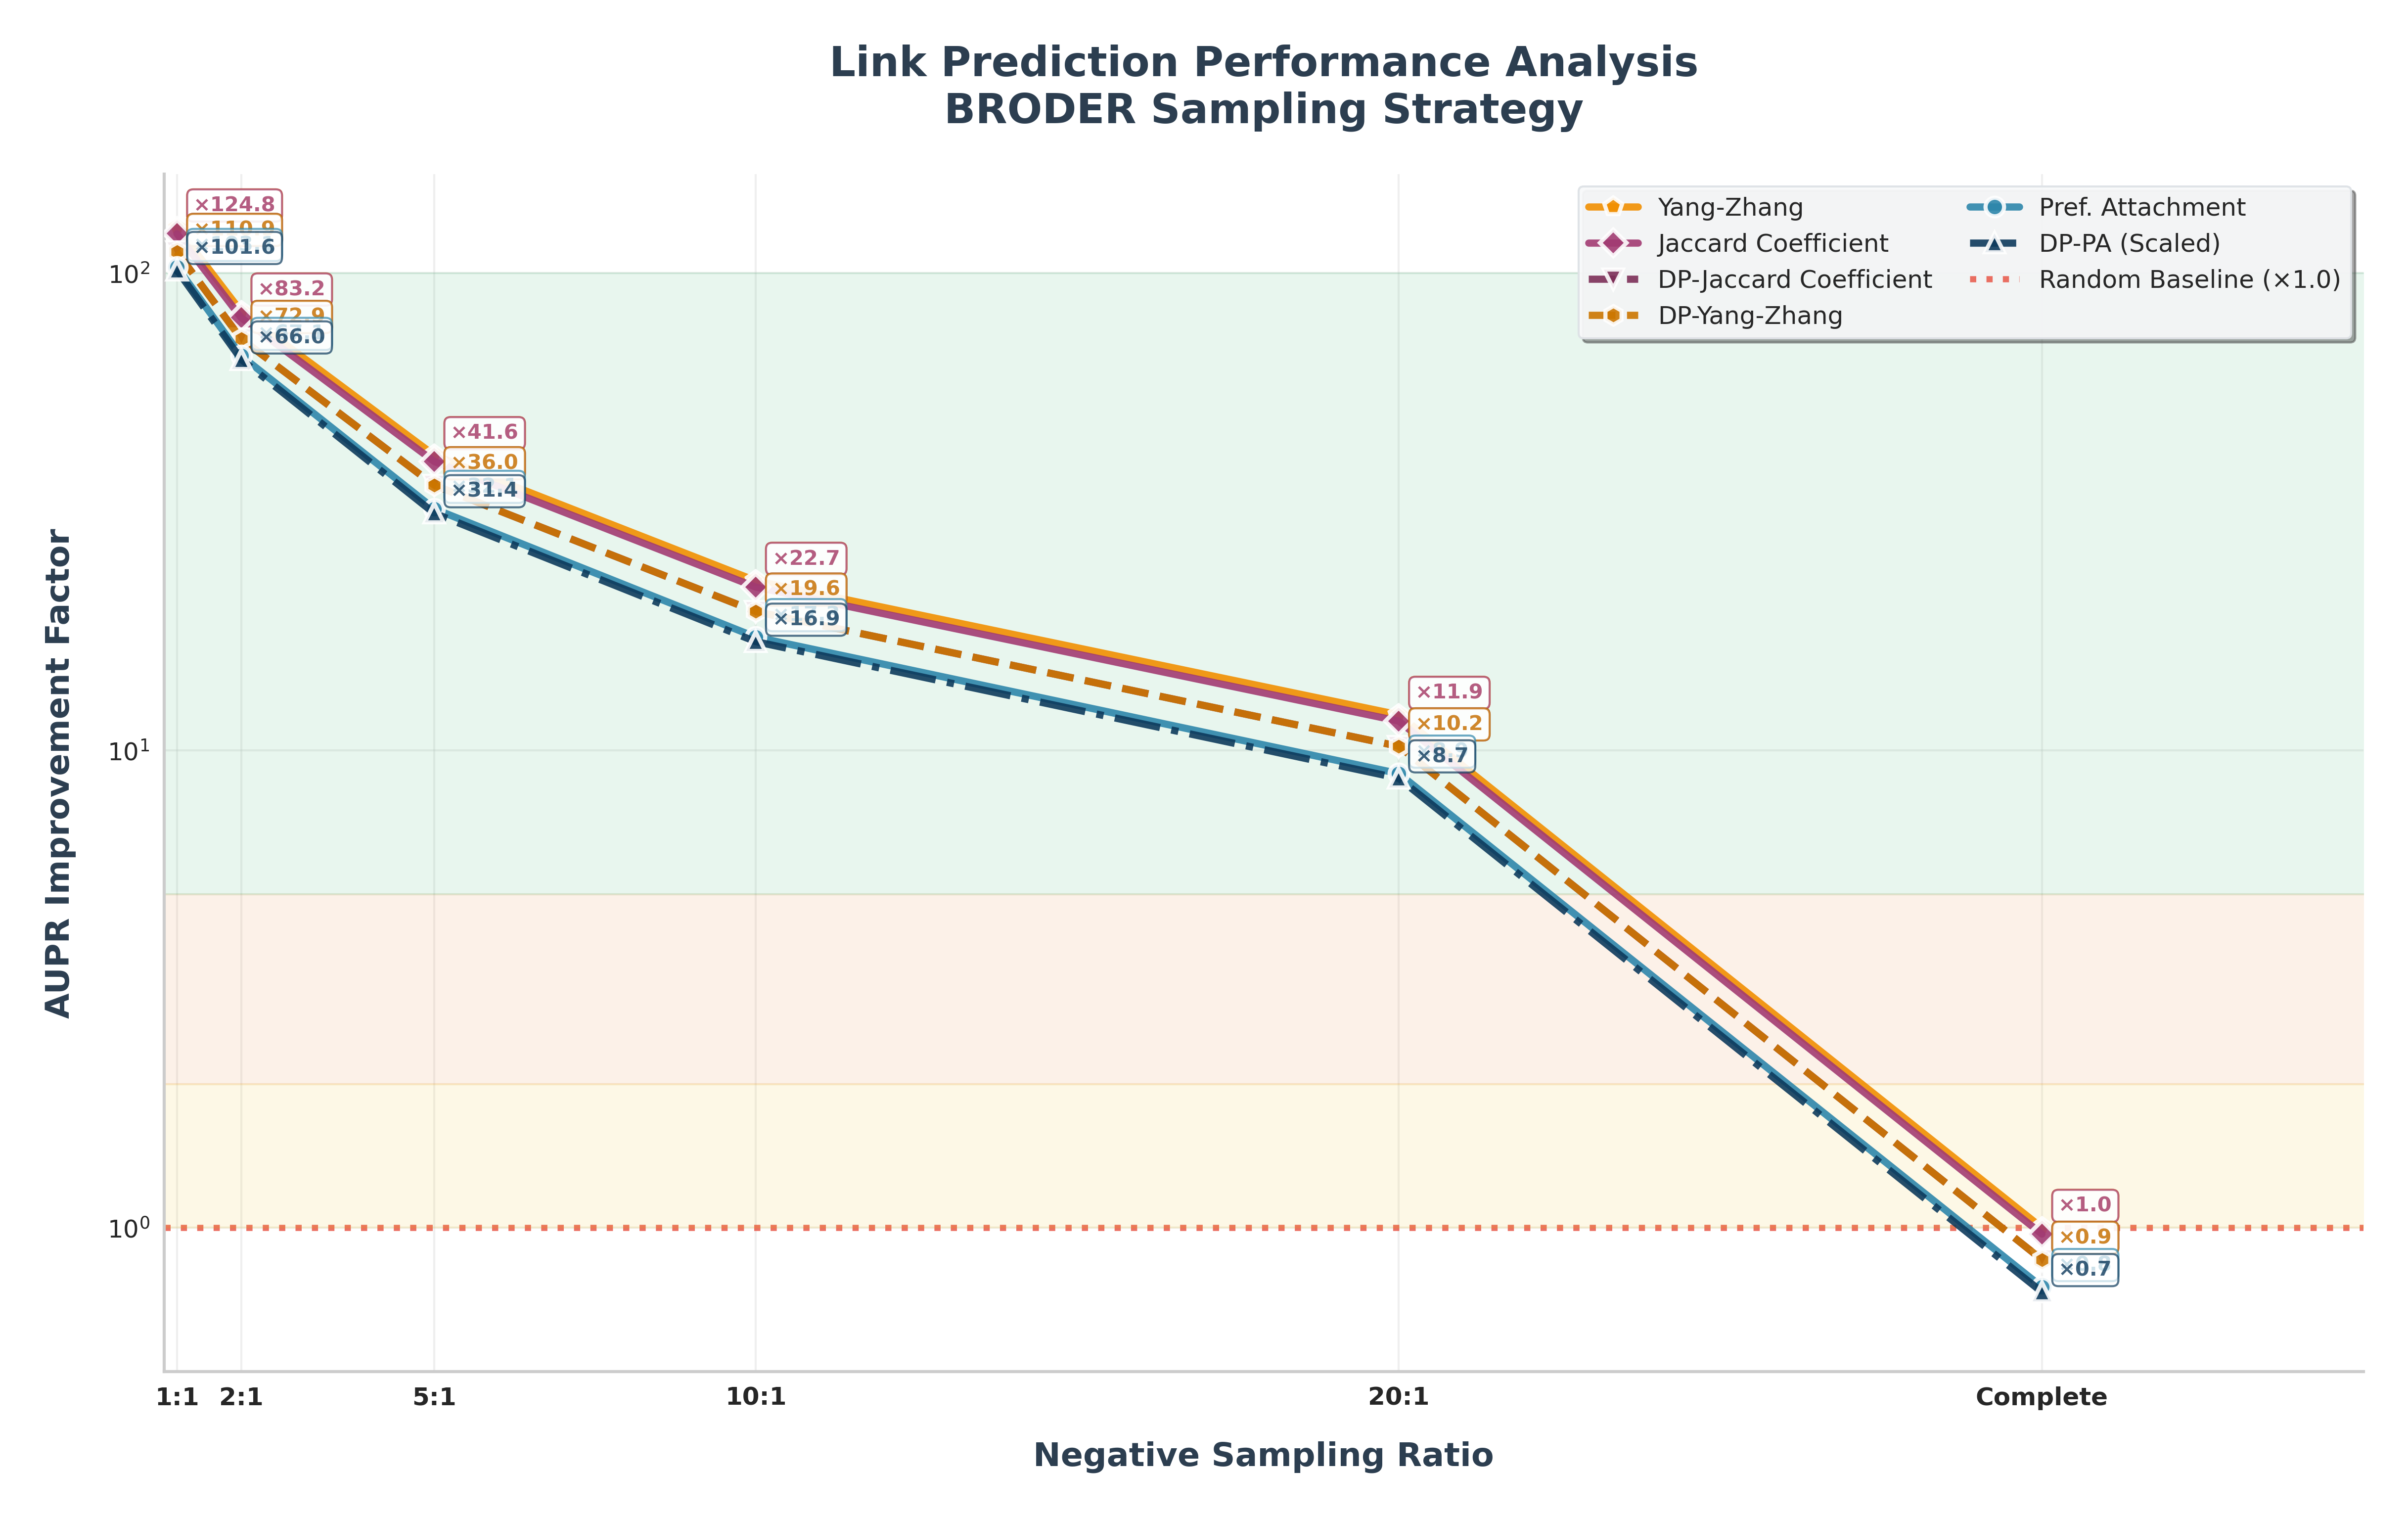 Link Prediction Performance Analysis
BRODER Sampling Strategy
Yang-Zhang
Jaccard Coefficient
DP-Jaccard Coefficient
DP-Yang-Zhang
Pref. Attachment
DP-PA (Scaled)
Random Baseline (×1.0)
AUPR Improvement Factor
10²
10¹
10⁰
×124.8
×110.9
×101.6
×83.2
×72.9
×66.0
×41.6
×36.0
×31.4
×22.7
×19.6
×16.9
×11.9
×10.2
×8.7
×1.0
×0.9
×0.7
1:1 2:1 5:1 10:1 20:1 Complete
Negative Sampling Ratio